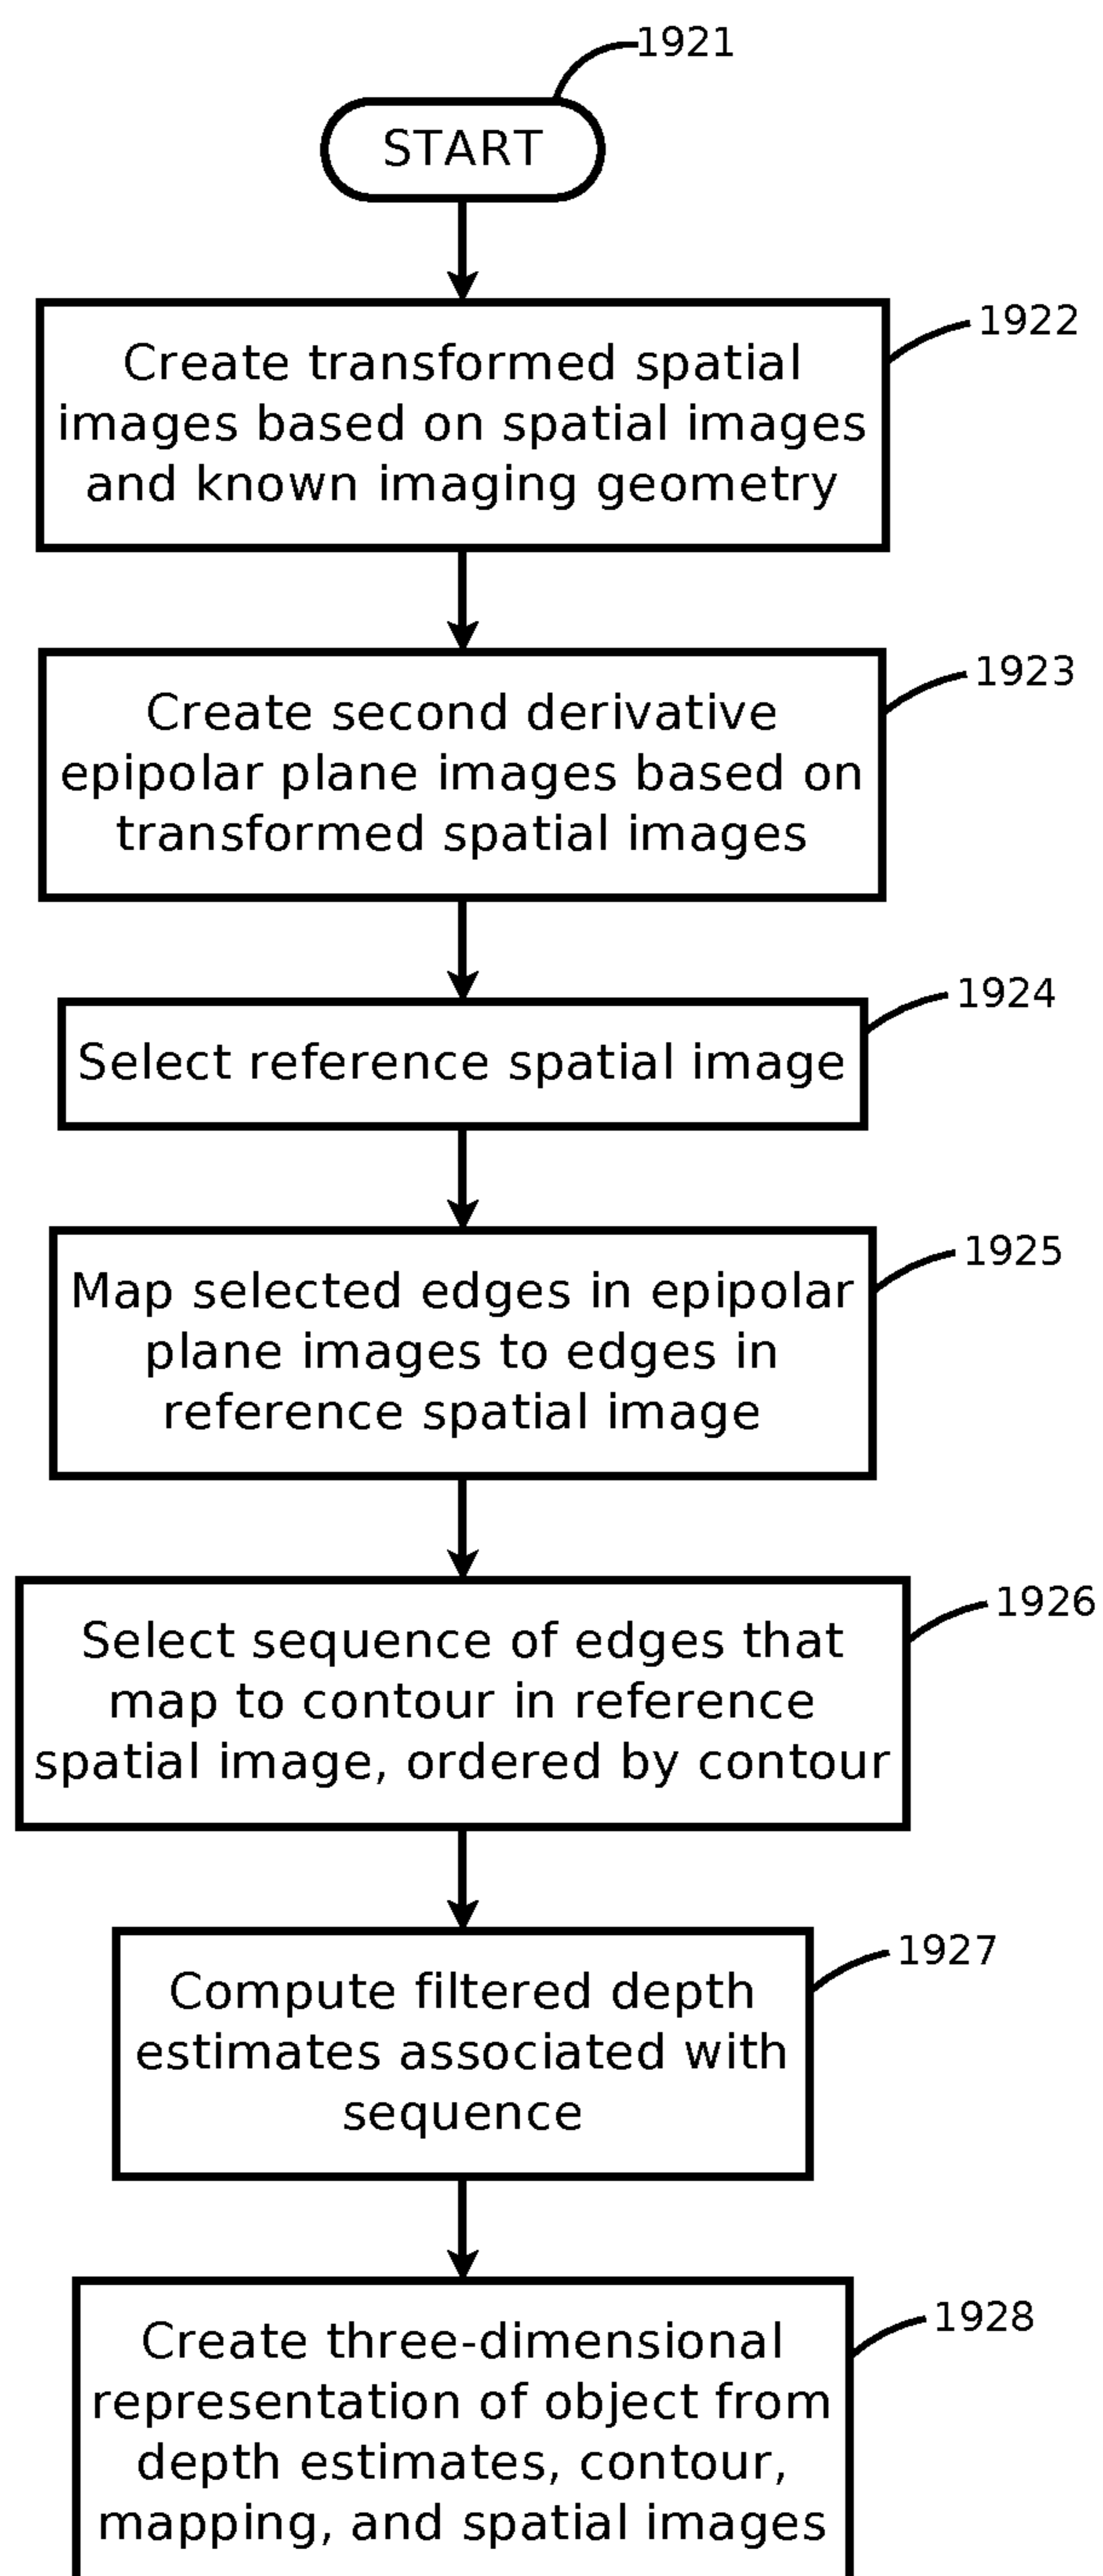 1921
START
1922
Create transformed spatial
images based on spatial images
and known imaging geometry
1923
Create second derivative
epipolar plane images based on
transformed spatial images
1924
Select reference spatial image
1925
Map selected edges in epipolar
plane images to edges in
reference spatial image
1926
Select sequence of edges that
map to contour in reference
spatial image, ordered by contour
1927
Compute filtered depth
estimates associated with
sequence
1928
Create three-dimensional
representation of object from
depth estimates, contour,
mapping, and spatial images